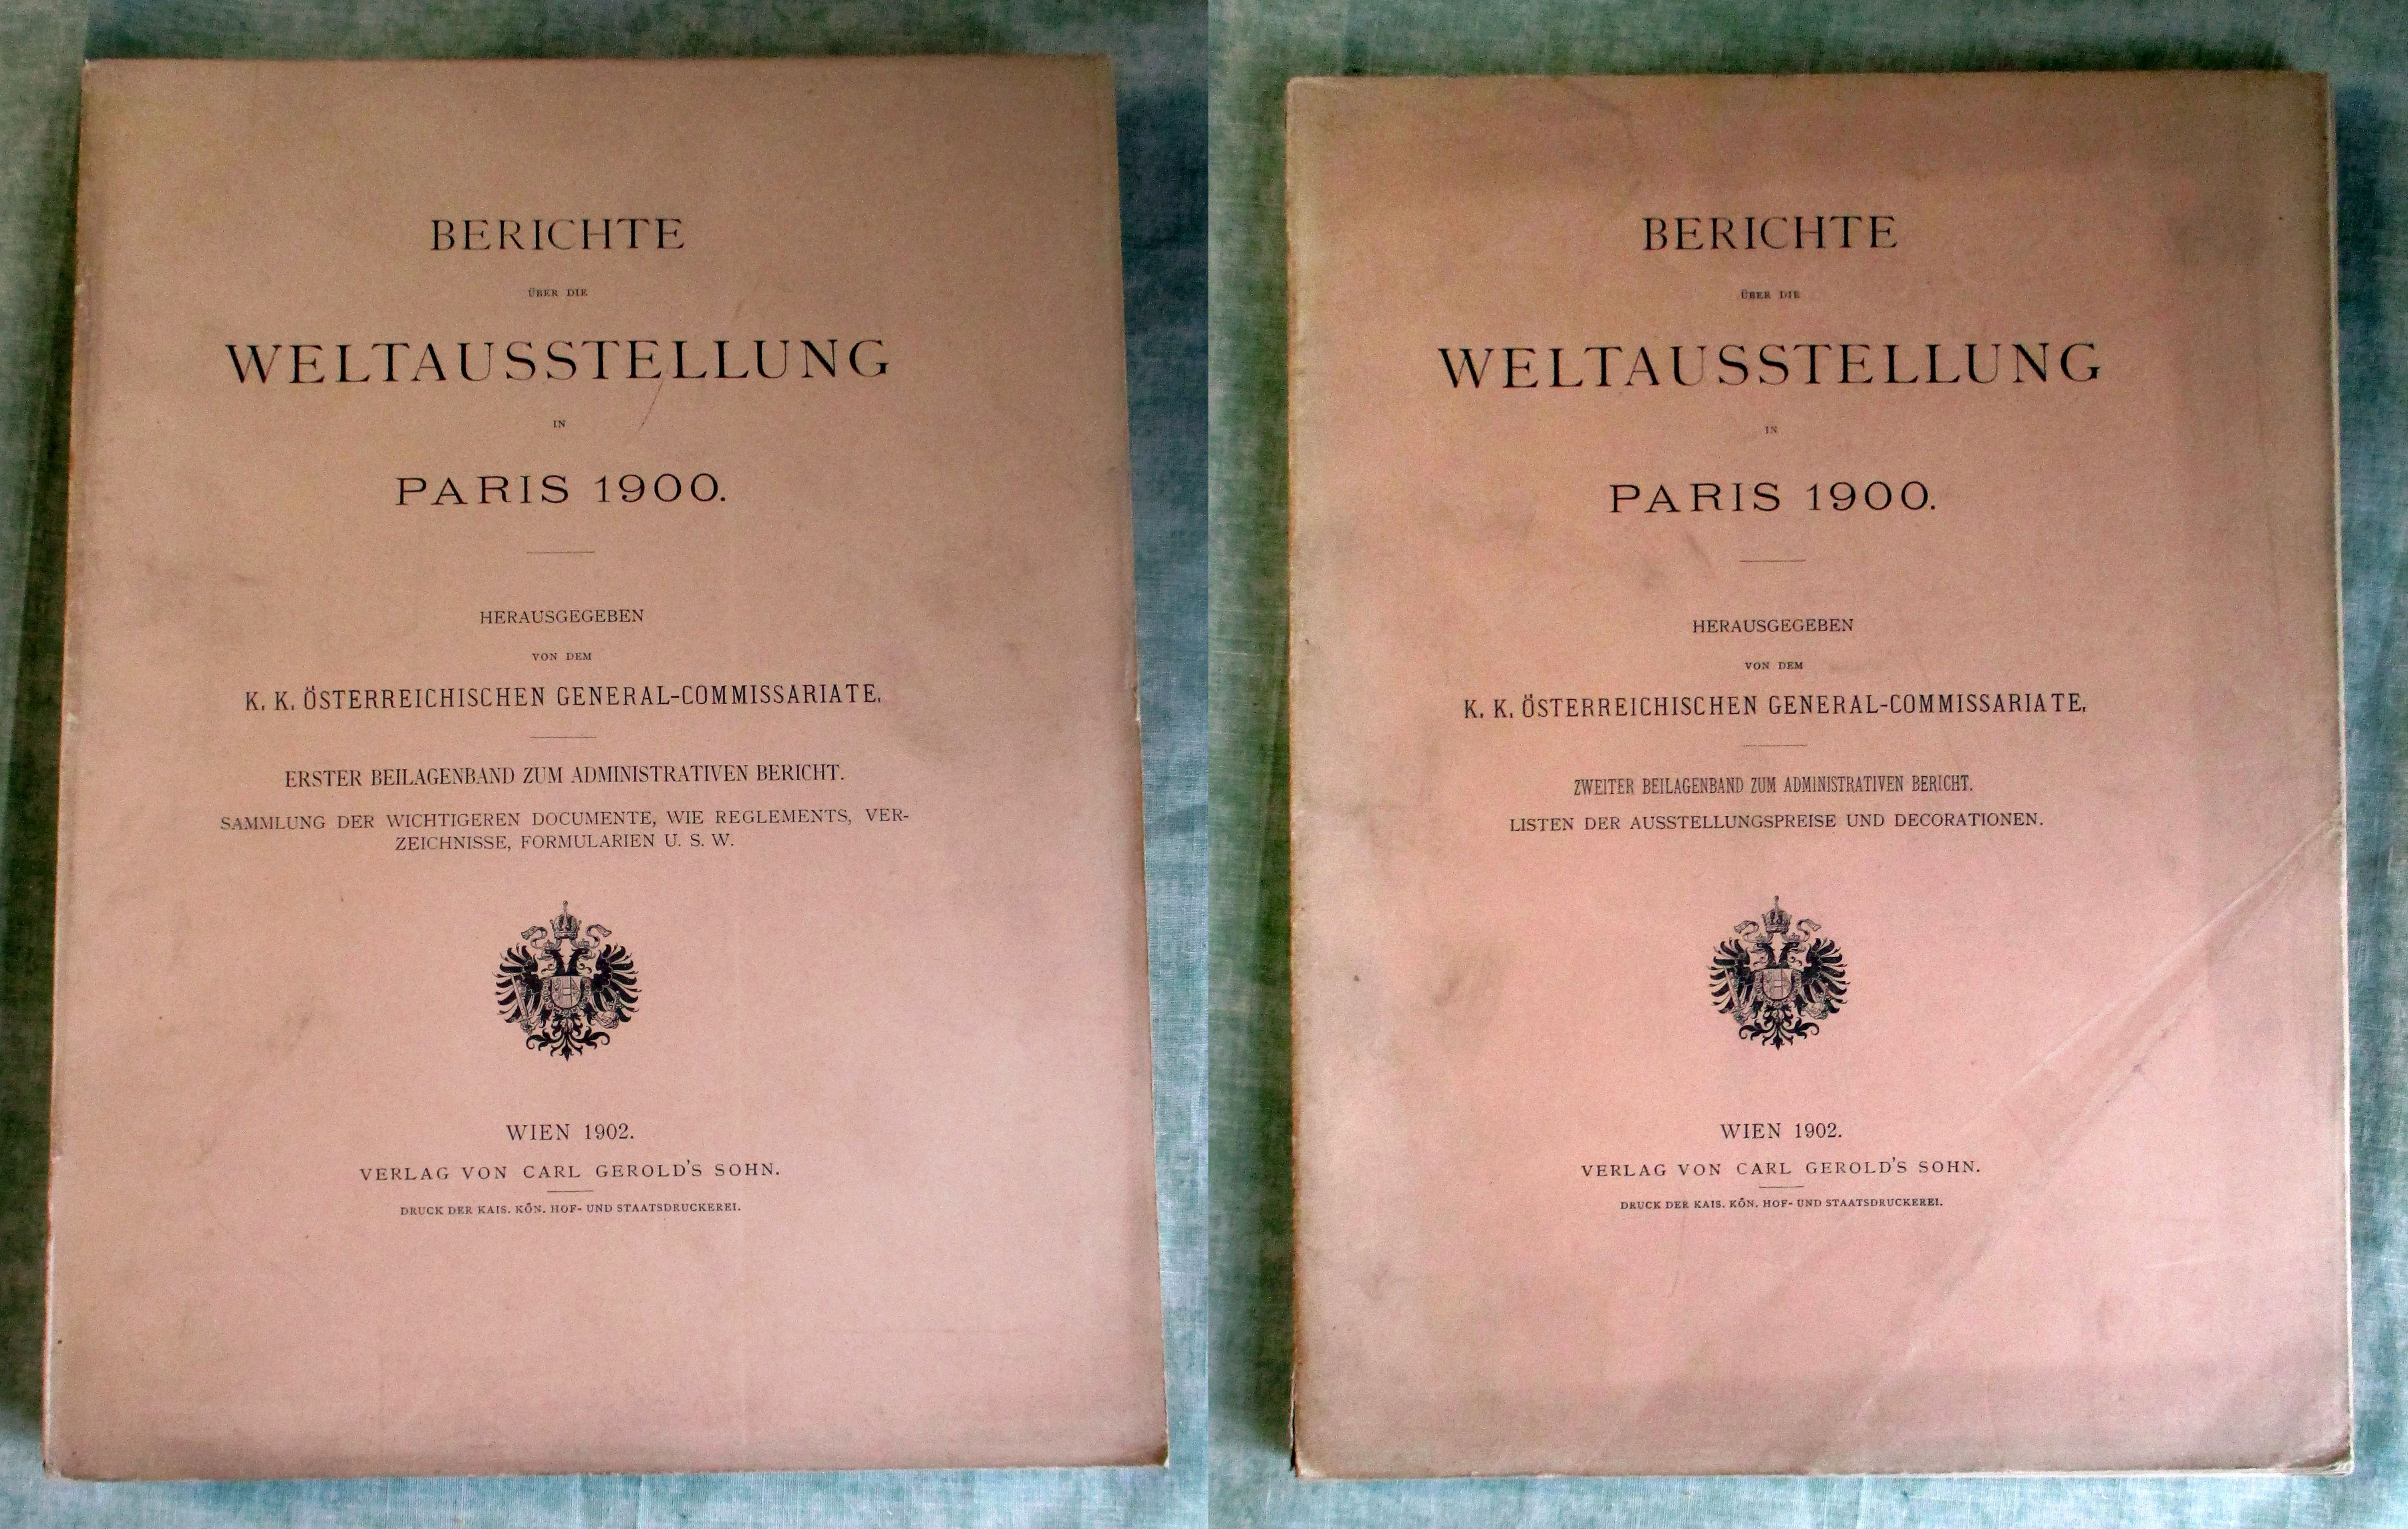 BERICHTE
ÜBER DIE
WELTAUSSTELLUNG
IN
PARIS 1900.
HERAUSGEGEBEN
VON DEM
K. K. ÖSTERREICHISCHEN GENERAL-COMMISSARIATE.
ERSTER BEILAGENBAND ZUM ADMINISTRATIVEN BERICHT.
SAMMLUNG DER WICHTIGEREN DOCUMENTE, WIE REGLEMENTS, VER-
ZEICHNISSE, FORMULARIEN U. S. W.
WIEN 1902.
VERLAG VON CARL GEROLD'S SOHN.
DRUCK DER KAIS. KÖN. HOF- UND STAATSDRUCKEREI.
BERICHTE
ÜBER DIE
WELTAUSSTELLUNG
IN
PARIS 1900.
HERAUSGEGEBEN
VON DEM
K. K. ÖSTERREICHISCHEN GENERAL-COMMISSARIATE.
ZWEITER BEILAGENBAND ZUM ADMINISTRATIVEN BERICHT.
LISTEN DER AUSSTELLUNGSPREISE UND DECORATIONEN.
WIEN 1902.
VERLAG VON CARL GEROLD'S SOHN.
DRUCK DER KAIS. KÖN. HOF- UND STAATSDRUCKEREI.